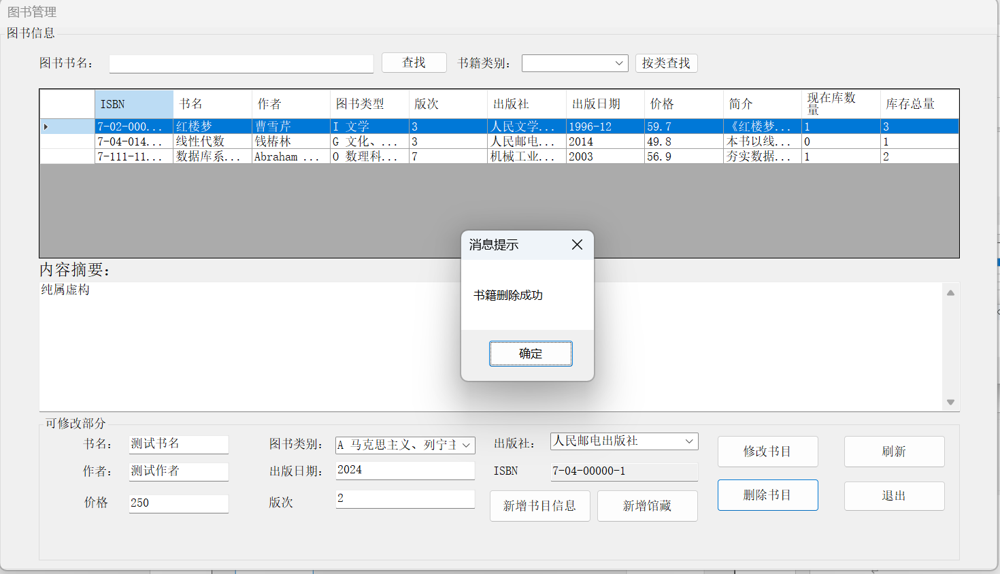 图书管理
图书信息
图书书名： 查找 书籍类别： 按类查找
ISBN 书名 作者 图书类型 版次 出版社 出版日期 价格 简介 现在库数量 库存总量
7-02-000... 红楼梦 曹雪芹 I 文学 3 人民文学... 1996-12 59.7 《红楼梦... 1 3
7-04-014... 线性代数 钱椿林 G 文化、... 3 人民邮电... 2014 49.8 本书以线... 0 1
7-111-11... 数据库系... Abraham ... O 数理科... 7 机械工业... 2003 56.9 夯实数据... 1 2
消息提示
书籍删除成功
确定
内容摘要：
纯属虚构
可修改部分
书名： 测试书名 图书类别： A 马克思主义、列宁主 出版社： 人民邮电出版社 修改书目 刷新
作者： 测试作者 出版日期： 2024 ISBN 7-04-00000-1
价格 250 版次 2 新增书目信息 新增馆藏 删除书目 退出